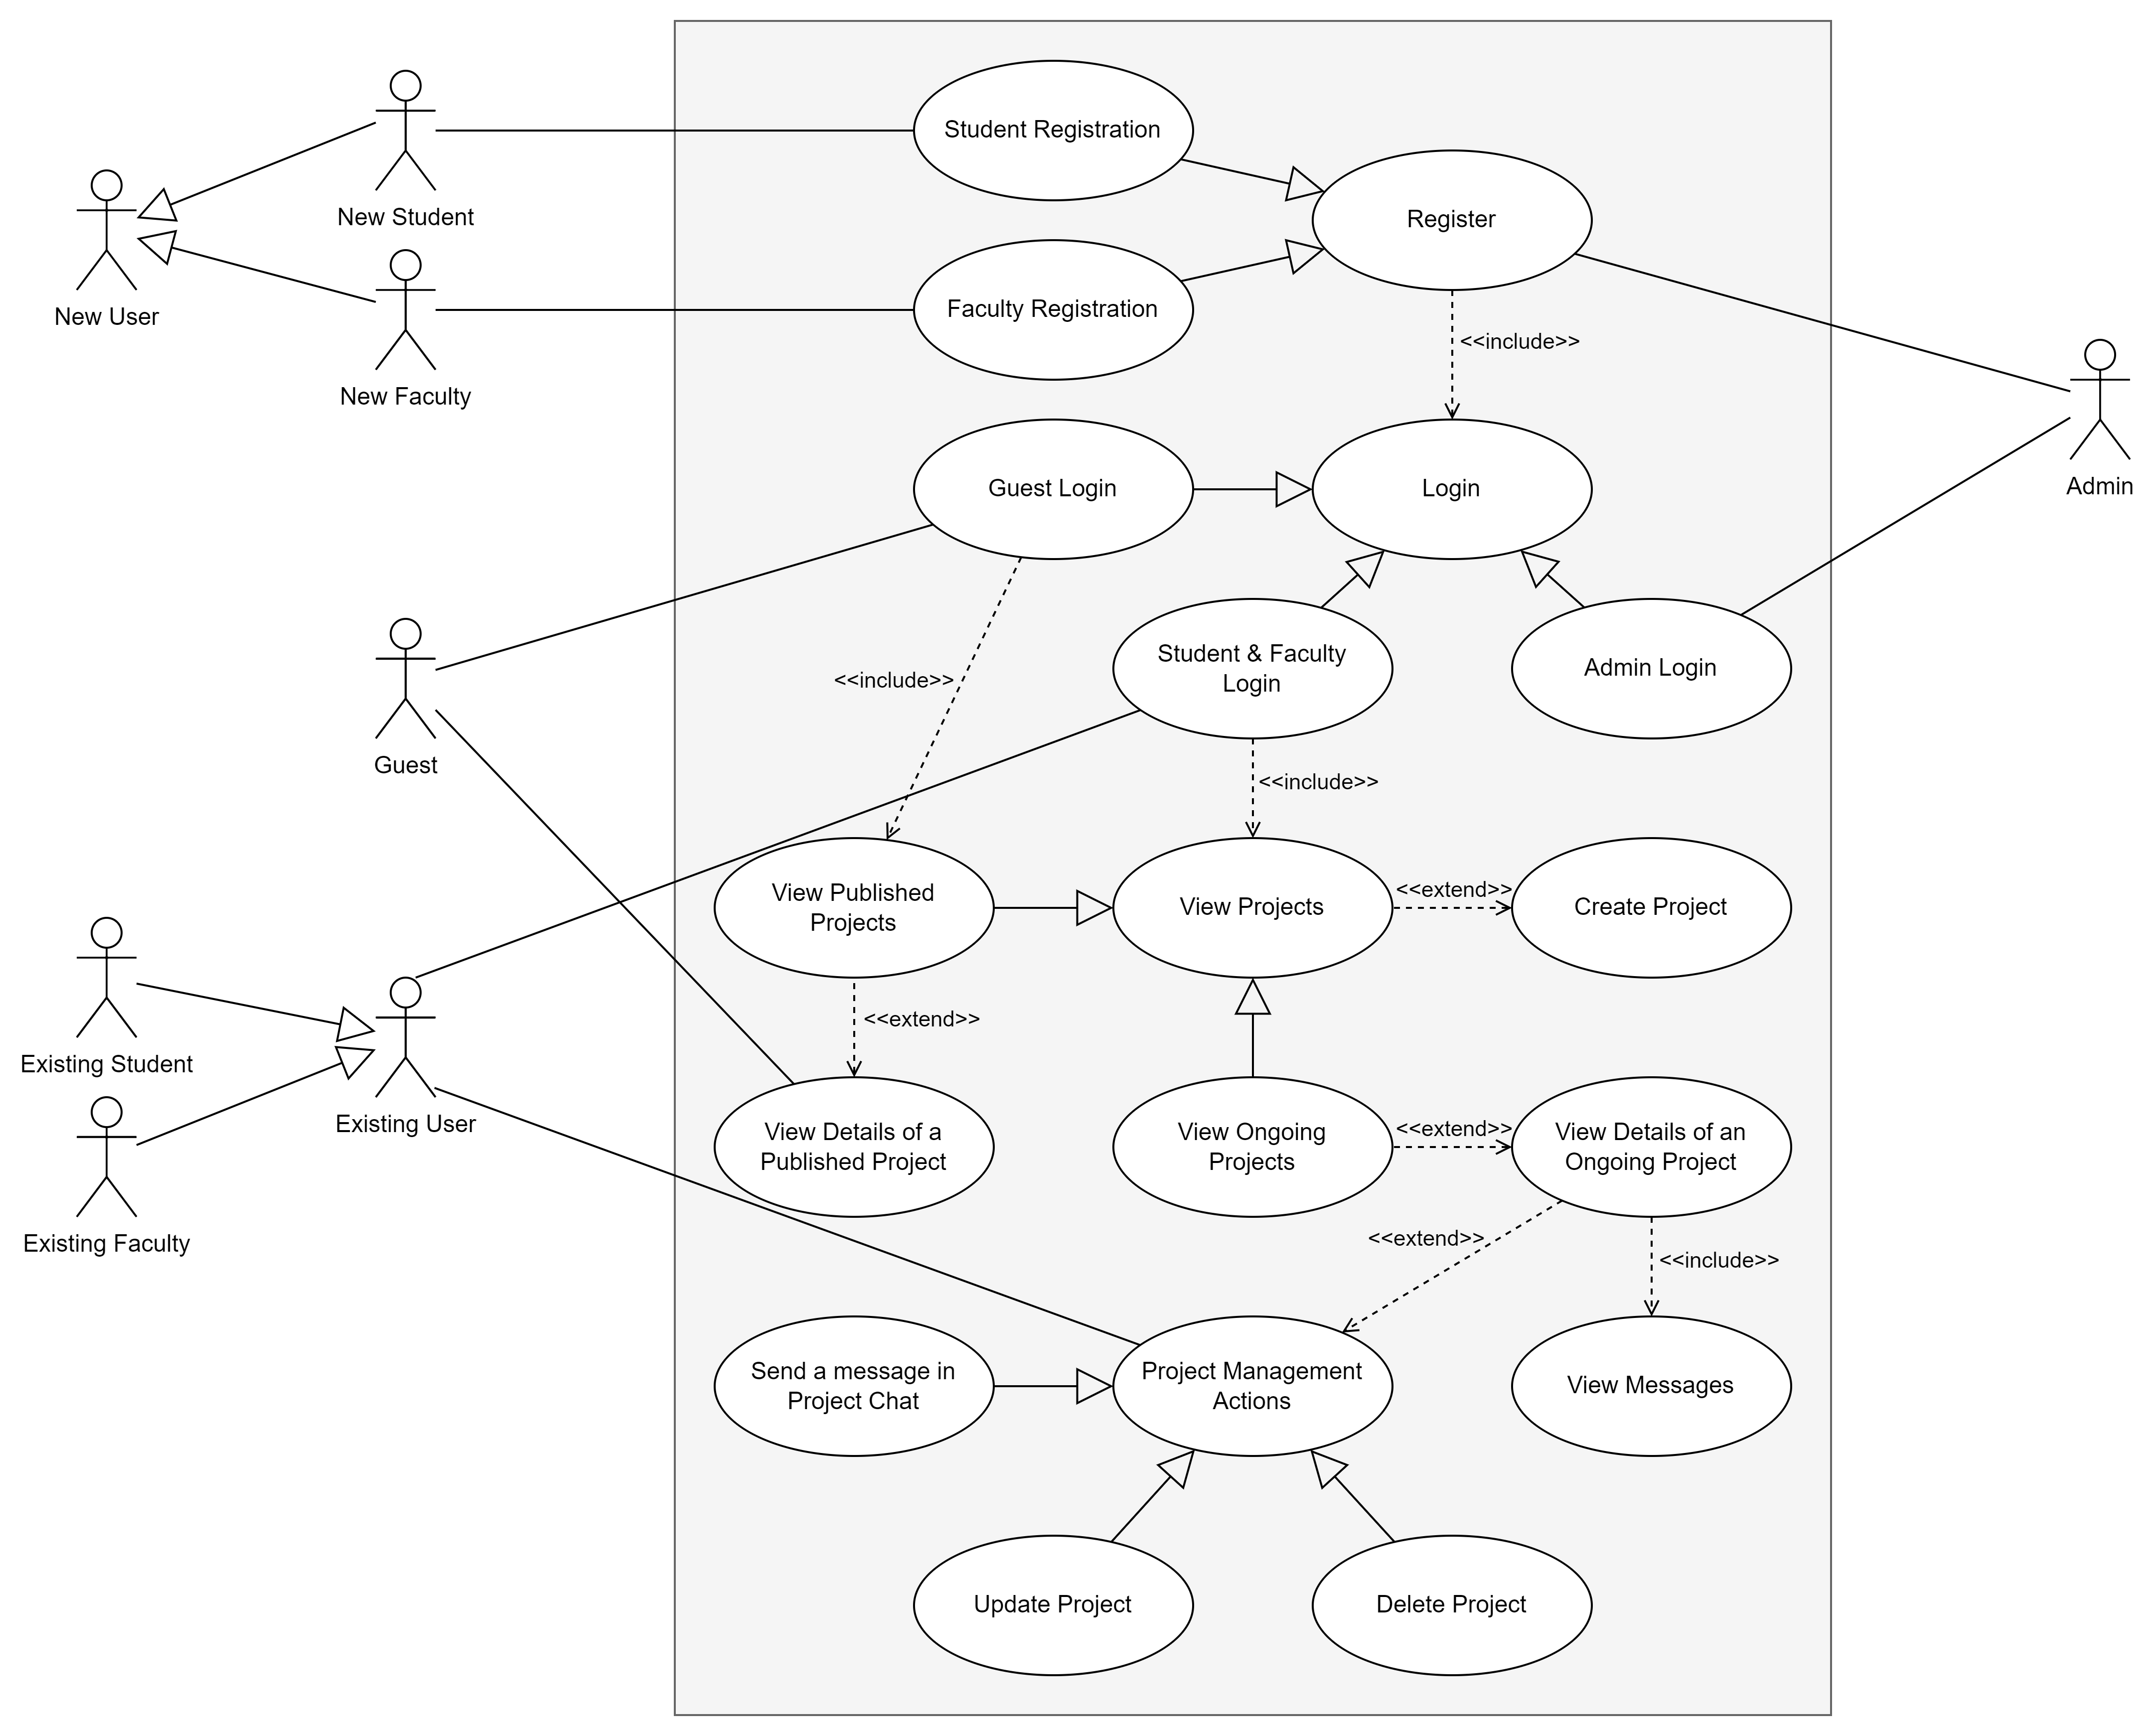 Student Registration
New Student
Register
Faculty Registration
New User
<<include>>
New Faculty
Guest Login
Login
Admin
Student & Faculty
Login
Admin Login
<<include>>
Guest
<<include>>
View Published
Projects
View Projects
<<extend>>
Create Project
<<extend>>
Existing Student
Existing User
View Details of a
Published Project
View Ongoing
Projects
<<extend>>
View Details of an
Ongoing Project
Existing Faculty
<<extend>>
<<include>>
Send a message in
Project Chat
Project Management
Actions
View Messages
Update Project
Delete Project